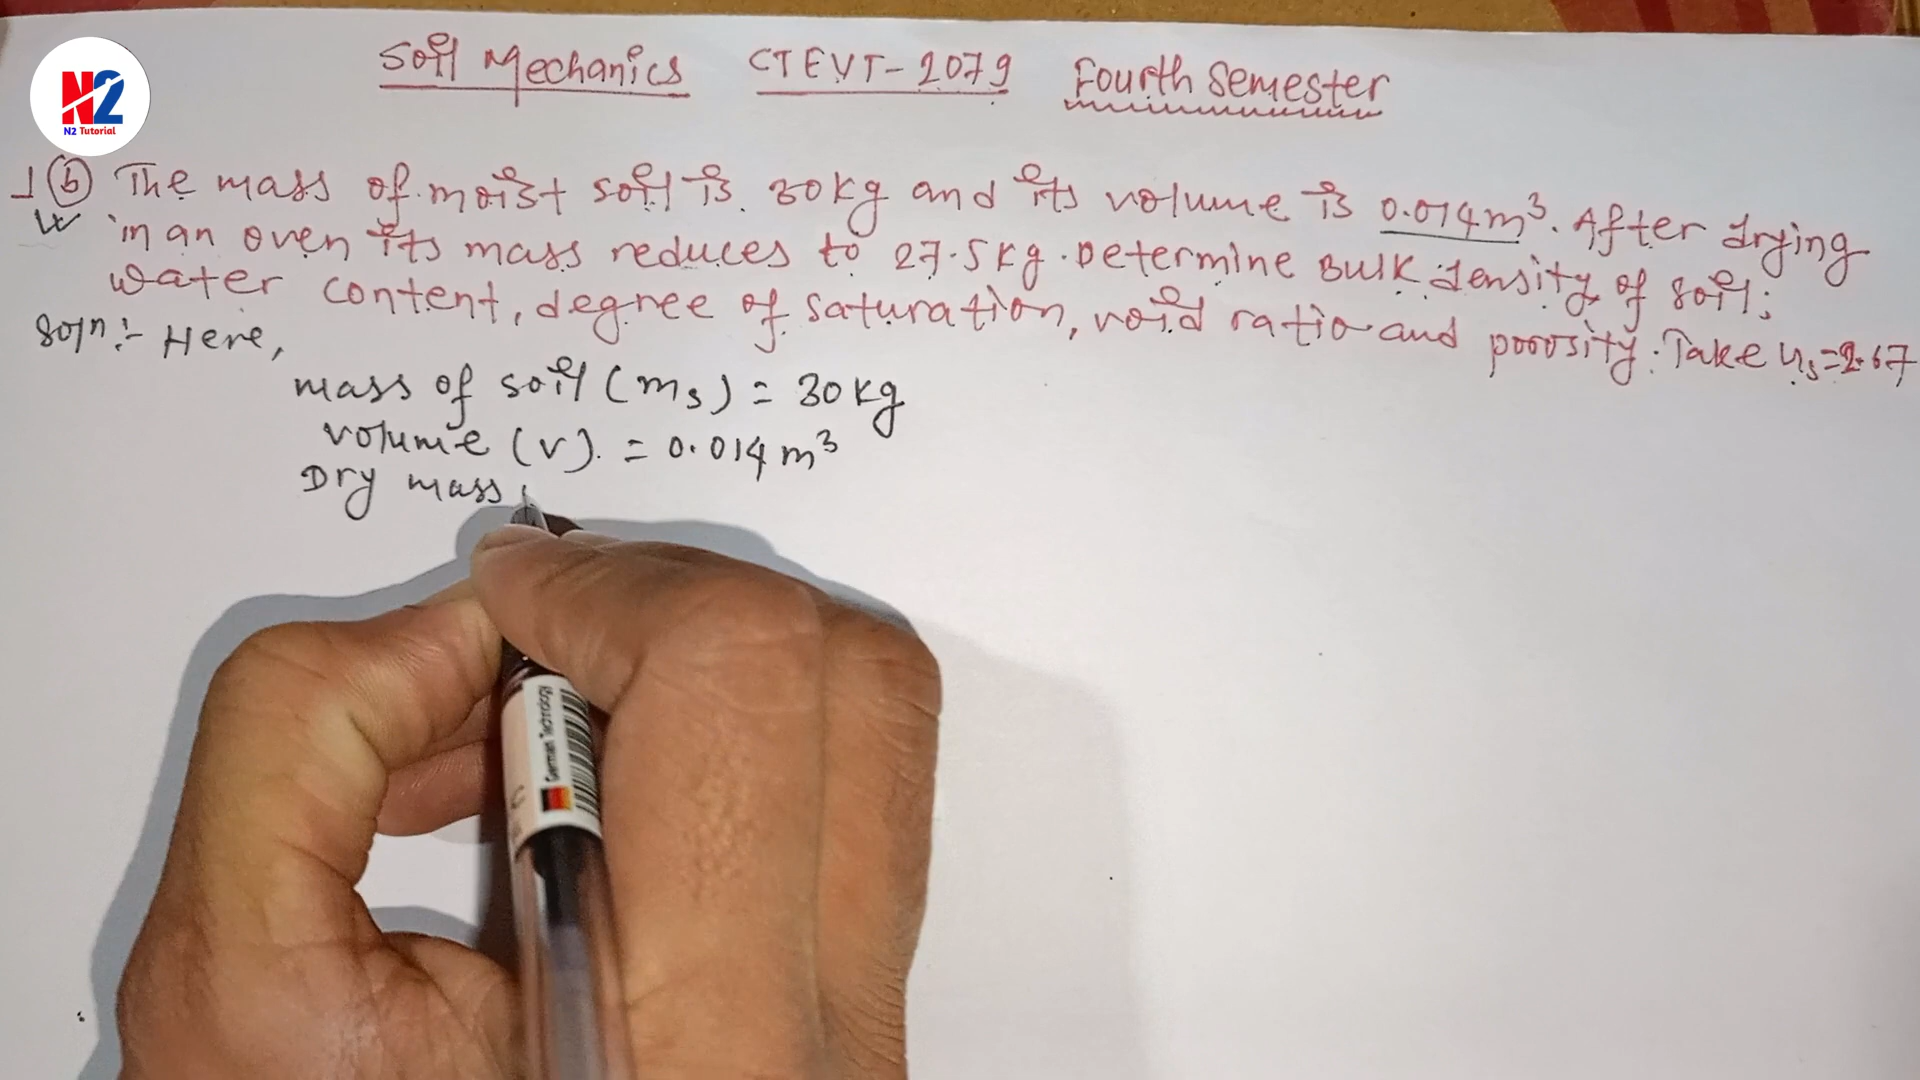 N2
N2 Tutorial
Soil Mechanics CTEVT-2079 Fourth Semester
1 (b) The mass of moist soil is 30kg and its volume is 0.014m³. After drying
in an oven its mass reduces to 27.5kg. Determine Bulk density of soil;
water content, degree of saturation, void ratio and porosity. Take Gs=2.67
Soln:- Here,
mass of soil (ms) = 30kg
volume (v) = 0.014m³
Dry mass
German Technology